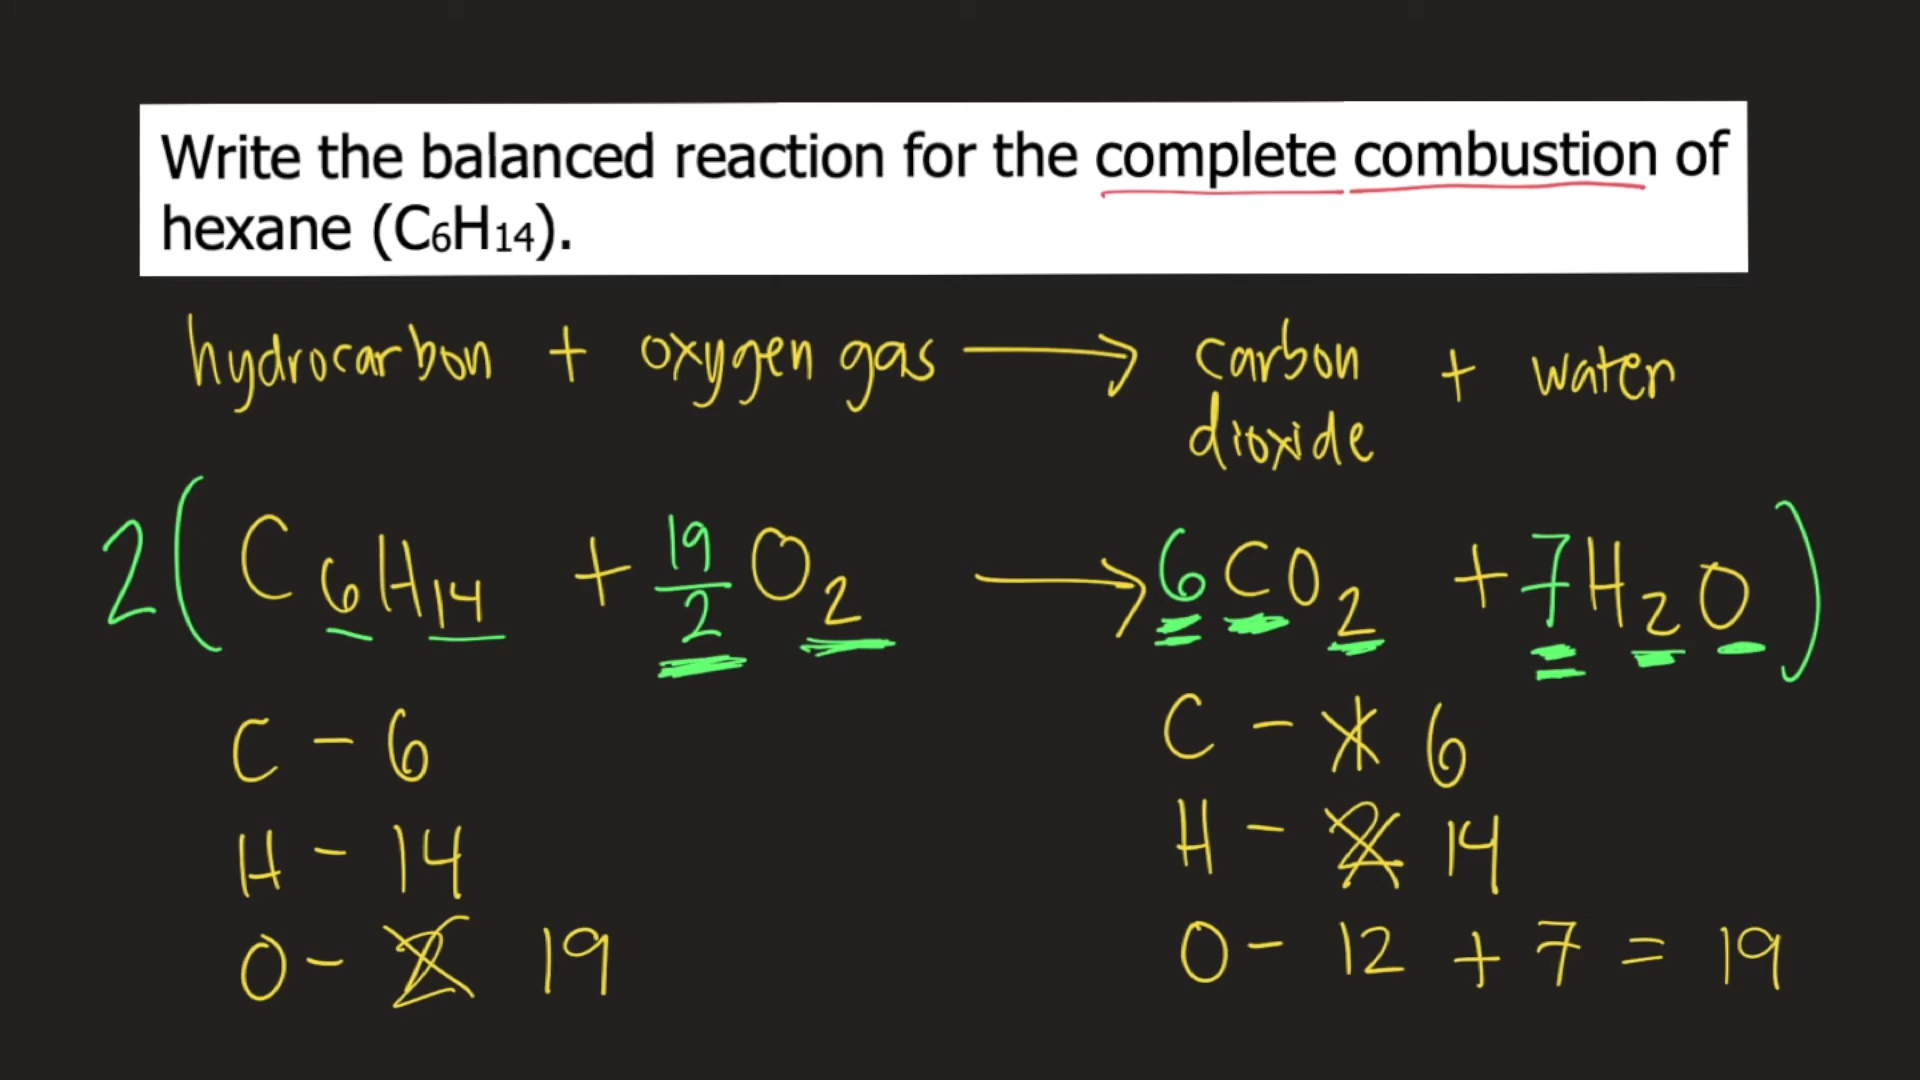 Write the balanced reaction for the complete combustion of
hexane (C₆H₁₄).
hydrocarbon + oxygen gas ⟶ carbon dioxide + water
2(C₆H₁₄ + 19/2 O₂ ⟶ 6CO₂ + 7H₂O)
C - 6
H - 14
O - 2 19
C - 1 6
H - 2 14
O - 12 + 7 = 19